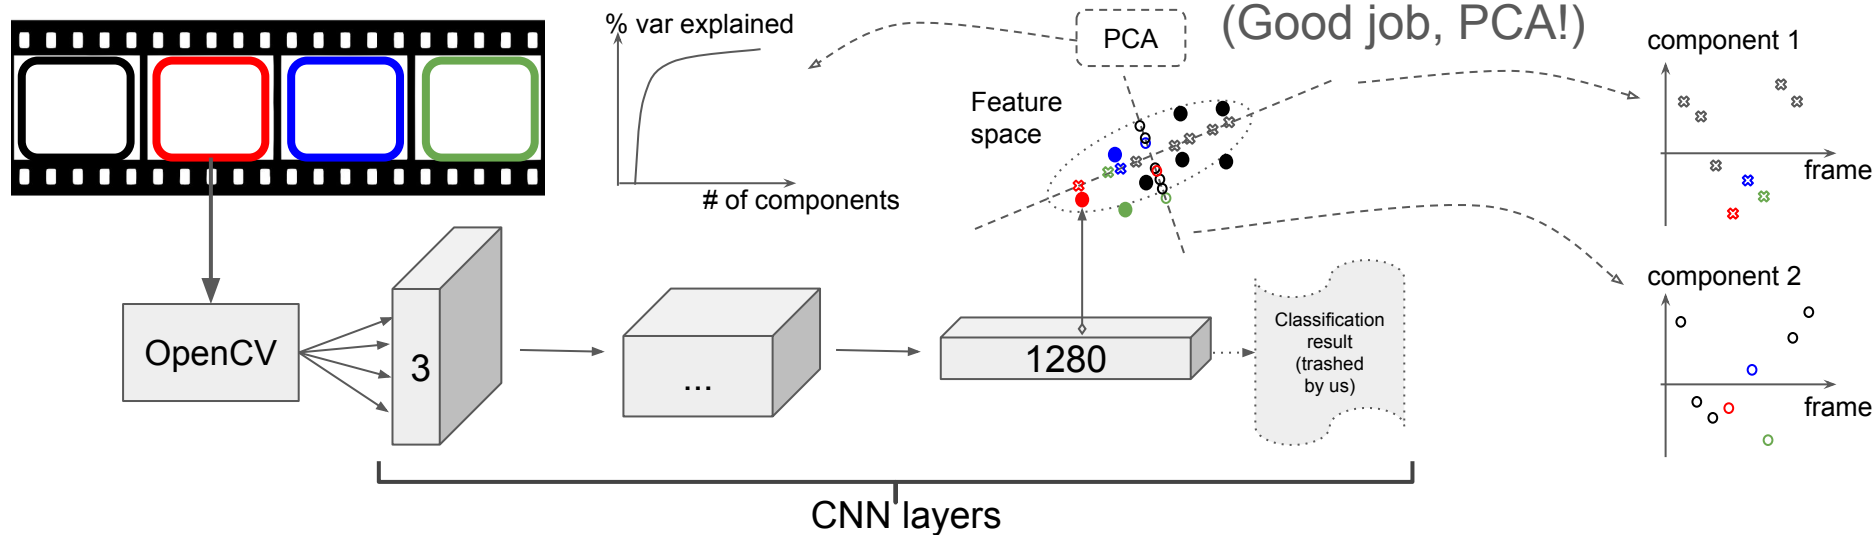 (Good job, PCA!)
% var explained
PCA
component 1
Feature
space
frame
# of components
component 2
OpenCV
3
...
1280
Classification
result
(trashed
by us)
frame
CNN layers